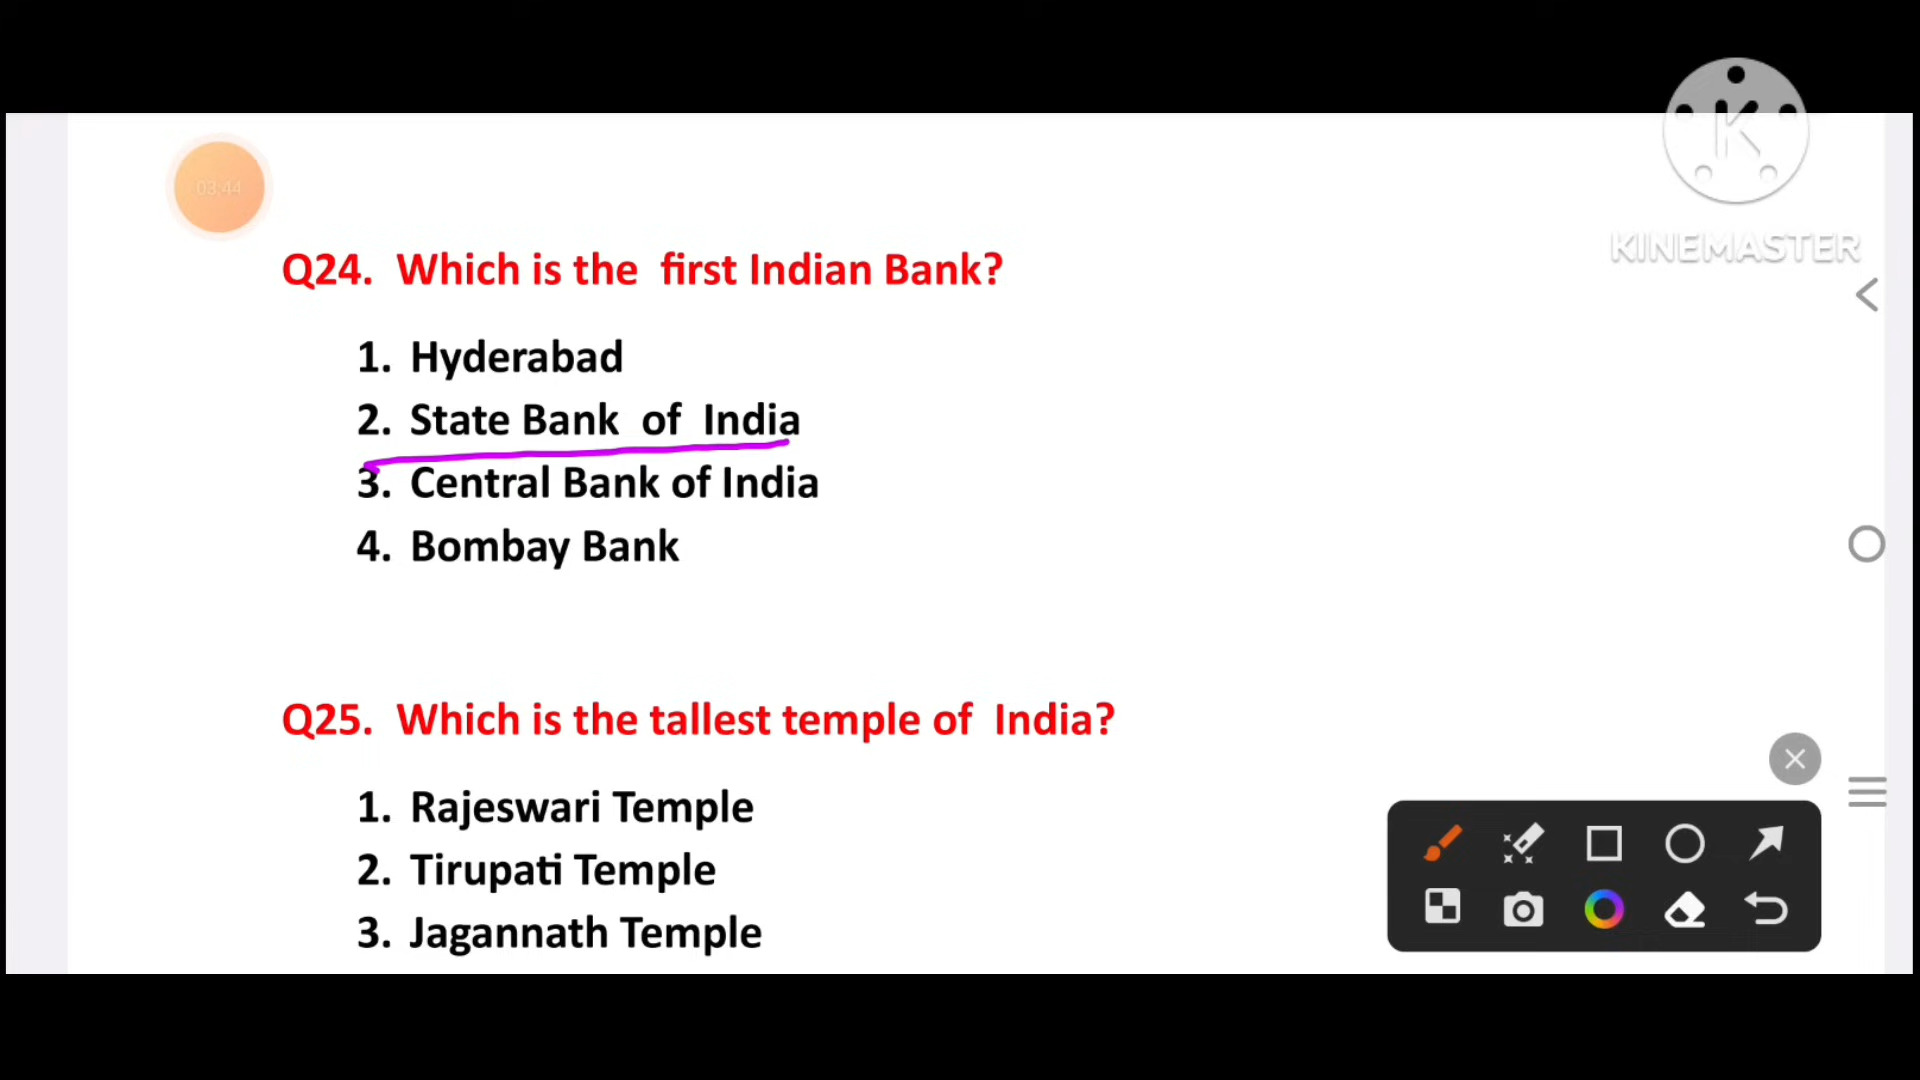 03:44
KINEMASTER
Q24. Which is the first Indian Bank?
1. Hyderabad
2. State Bank of India
3. Central Bank of India
4. Bombay Bank
Q25. Which is the tallest temple of India?
1. Rajeswari Temple
2. Tirupati Temple
3. Jagannath Temple